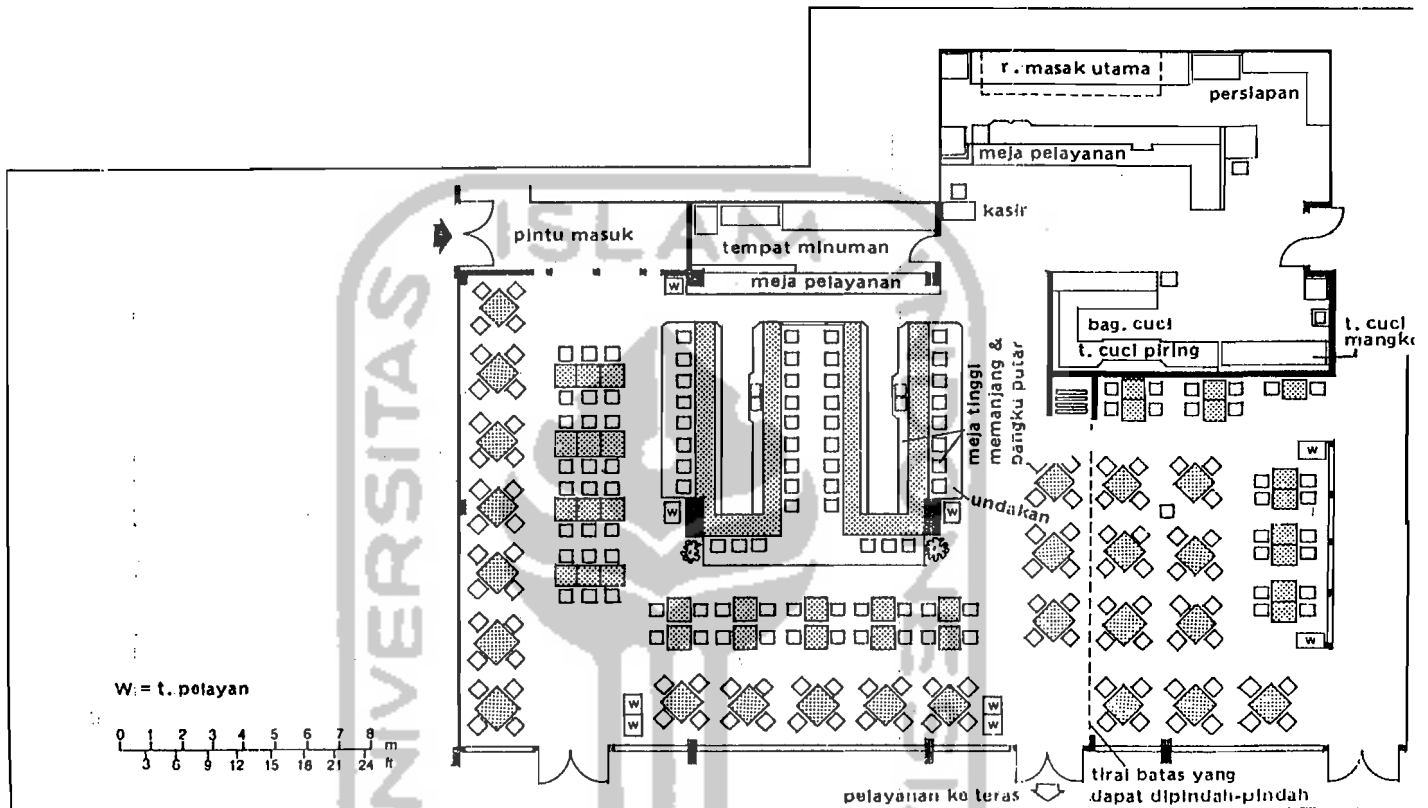 r. masak utama
persiapan
meja pelayanan
kasir
pintu masuk
tempat minuman
meja pelayanan
W
bag. cuci
t. cuci piring
t. cuci
mangko
meja tinggi
memanjang &
pangku putar
undakan
W
W
W
W
W = t. pelayan
W
W
W
W
0 1 2 3 4 5 6 7 8 m
3 6 9 12 15 18 21 24 ft
pelayanan ke teras
tirai batas yang
dapat dipindah-pindah
UNIVERSITAS
ISLAM